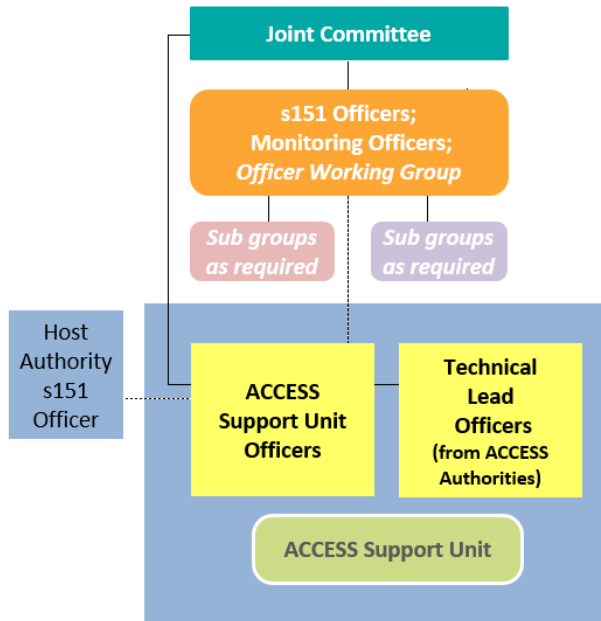 Joint Committee
s151 Officers;
Monitoring Officers;
Officer Working Group
Sub groups
as required
Sub groups
as required
Host
Authority
s151
Officer
ACCESS
Support Unit
Officers
Technical
Lead
Officers
(from ACCESS
Authorities)
ACCESS Support Unit